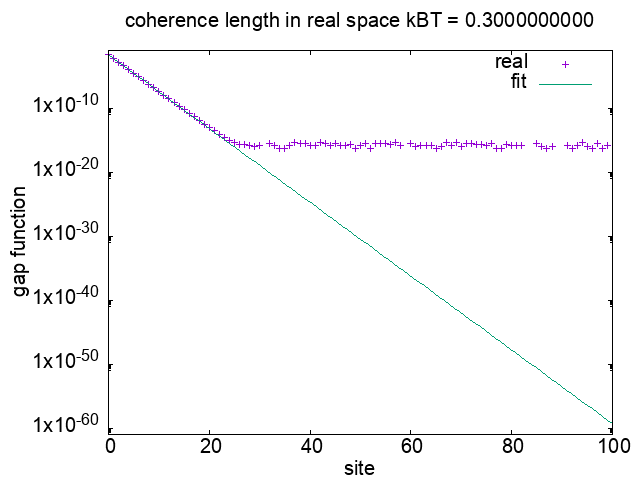 coherence length in real space kBT = 0.3000000000
real
fit
1x10^-10
1x10^-20
1x10^-30
1x10^-40
1x10^-50
1x10^-60
gap function
0 20 40 60 80 100
site